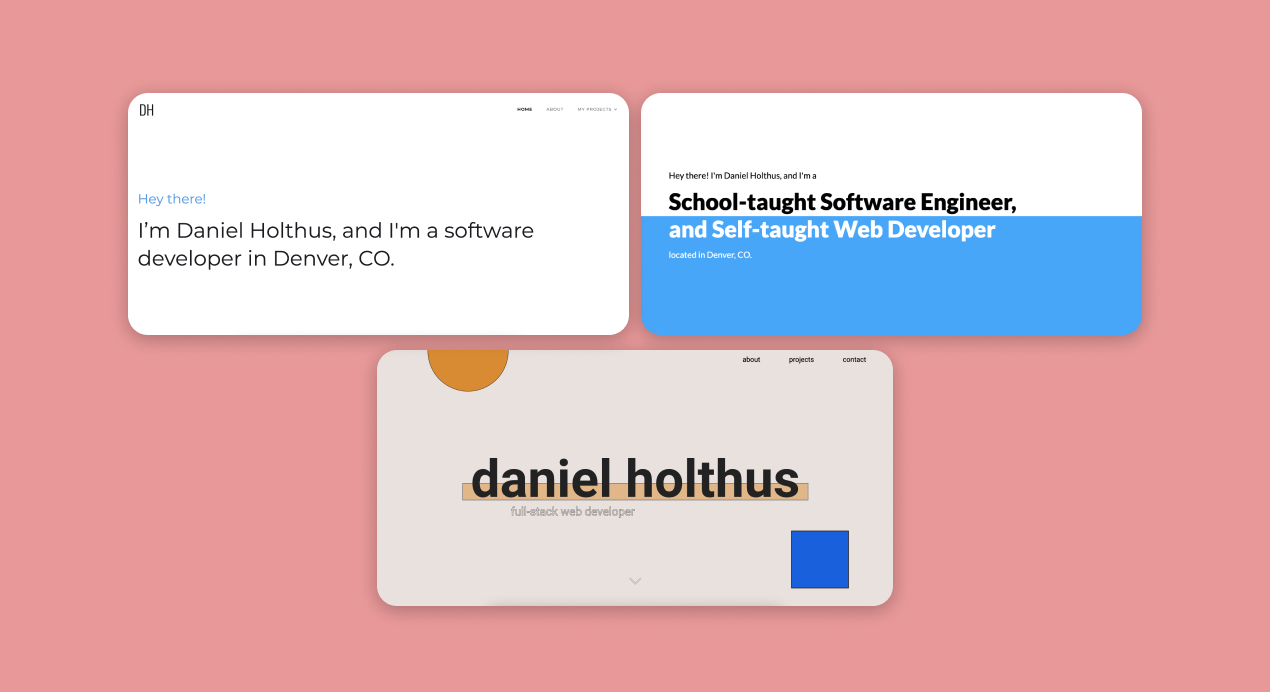 DH
HOME ABOUT MY PROJECTS
Hey there!
I’m Daniel Holthus, and I'm a software
developer in Denver, CO.
Hey there! I'm Daniel Holthus, and I'm a
School-taught Software Engineer,
and Self-taught Web Developer
located in Denver, CO.
about projects contact
daniel holthus
full-stack web developer